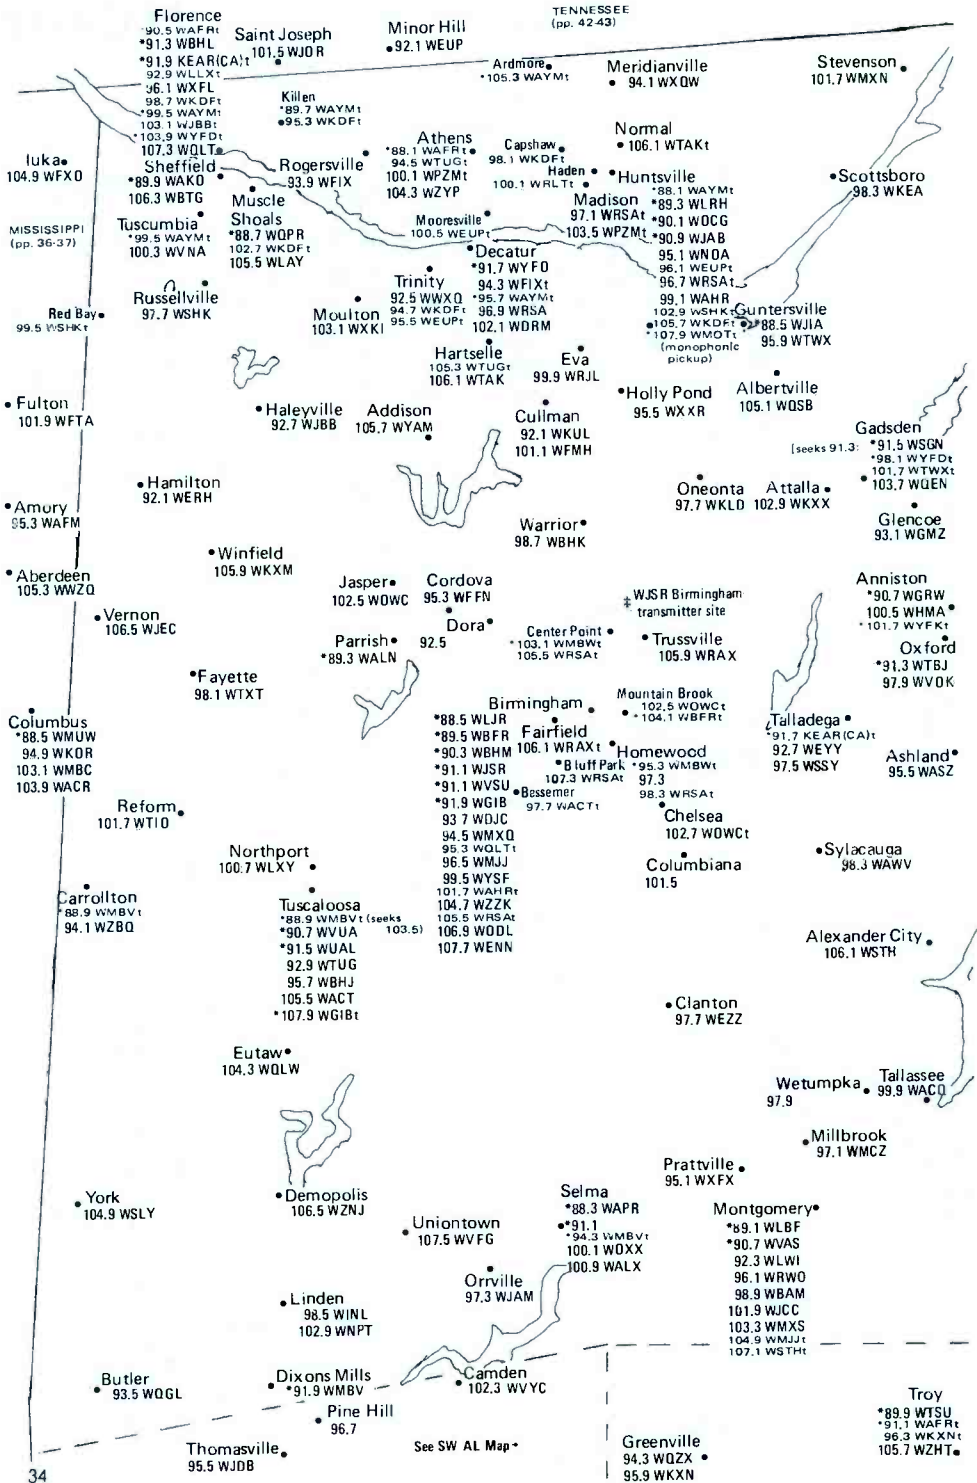 TENNESSEE
(pp. 42-43)
Florence
*90.5 WAFRt
*91.3 WBHL
*91.9 KEAR(CA)t
92.9 WLLXt
96.1 WXFL
98.7 WKDFt
*99.5 WAYMt
103.1 WJBBt
*103.9 WYFDt
107.3 WQLT
Saint Joseph
101.5 WJOR
Minor Hill
92.1 WEUP
Ardmore
*105.3 WAYMt
Meridianville
94.1 WXQW
Stevenson
101.7 WMXN
Killen
*89.7 WAYMt
95.3 WKDFt
Iuka
104.9 WFXO
Sheffield
*89.9 WAKO
106.3 WBTG
Rogersville
93.9 WFIX
Athens
*88.1 WAFRt
94.5 WTUGt
100.1 WPZMt
104.3 WZYP
Capshaw
98.1 WKDFt
Haden
100.1 WRLTt
Normal
106.1 WTAKt
Madison
97.1 WRSAt
103.5 WPZMt
Huntsville
*88.1 WAYMt
*89.3 WLRH
*90.1 WOCG
*90.9 WJAB
95.1 WNDA
96.1 WEUPt
96.7 WRSAt
99.1 WAHR
102.9 WSHKt
105.7 WKDFt
*107.9 WMOTt
(monophonic
pickup)
Scottsboro
98.3 WKEA
MISSISSIPPI
(pp. 36-37)
Tuscumbia
*99.5 WAYMt
100.3 WVNA
Muscle
Shoals
*88.7 WQPR
102.7 WKDFt
105.5 WLAY
Mooresville
100.5 WEUPt
Decatur
*91.7 WYFO
94.3 WFIXt
*95.7 WAYMt
96.9 WRSA
102.1 WDRM
Russellville
97.7 WSHK
Red Bay
99.5 WSHKt
Moulton
103.1 WXKI
Trinity
92.5 WWXQ
94.7 WKDFt
95.5 WEUPt
Guntersville
*88.5 WJIA
95.9 WTWX
Hartselle
105.3 WTUGt
106.1 WTAK
Eva
99.9 WRJL
Holly Pond
95.5 WXXR
Albertville
105.1 WQSB
Fulton
101.9 WFTA
Haleyville
92.7 WJBB
Addison
105.7 WYAM
Cullman
92.1 WKUL
101.1 WFMH
Gadsden
(seeks 91.3:
*91.5 WSGN
*98.1 WYFDt
101.7 WTWXt
103.7 WQEN
Hamilton
92.1 WERH
Oneonta
97.7 WKLD
Attalla
102.9 WKXX
Glencoe
93.1 WGMZ
Amory
95.3 WAFM
Warrior
98.7 WBHK
Winfield
105.9 WKXM
Aberdeen
105.3 WWZQ
Jasper
102.5 WOWC
Cordova
95.3 WFFN
WJSR Birmingham
transmitter site
Anniston
*90.7 WGRW
100.5 WHMA
*101.7 WYFKt
Vernon
106.5 WJEC
Dora
92.5
Parrish
*89.3 WALN
Center Point
*103.1 WMBWt
105.5 WRSAt
Trussville
105.9 WRAX
Oxford
*91.3 WTBJ
97.9 WVOK
Fayette
98.1 WTXT
Columbus
*88.5 WMUW
94.9 WKOR
103.1 WMBC
103.9 WACR
Birmingham
*88.5 WLJR
*89.5 WBFR
*90.3 WBHM
*91.1 WJSR
*91.1 WVSU
*91.9 WGIB
93.7 WDJC
94.5 WMXQ
95.3 WQLTt
96.5 WMJJ
99.5 WYSF
101.7 WAHRt
104.7 WZZK
105.5 WRSAt
106.9 WODL
107.7 WENN
Fairfield
106.1 WRAXt
Mountain Brook
102.5 WOWCt
*104.1 WBFRt
Homewood
*95.3 WMBWt
97.3
98.3 WRSAt
Bluff Park
107.3 WRSAt
Bessemer
97.7 WACTt
Talladega
*91.7 KEAR(CA)t
92.7 WEYY
97.5 WSSY
Ashland
95.5 WASZ
Reform
101.7 WTID
Chelsea
102.7 WOWCt
Northport
100.7 WLXY
Columbiana
101.5
Sylacauga
98.3 WAWV
Carrollton
*88.9 WMBVt
94.1 WZBQ
Tuscaloosa
*88.9 WMBVt (seeks
103.5)
*90.7 WVUA
*91.5 WUAL
92.9 WTUG
95.7 WBHJ
105.5 WACT
*107.9 WGIBt
Alexander City
106.1 WSTH
Clanton
97.7 WEZZ
Eutaw
104.3 WQLW
Wetumpka
97.9
Tallassee
99.9 WACQ
Millbrook
97.1 WMCZ
Prattville
95.1 WXFX
York
104.9 WSLY
Demopolis
106.5 WZNJ
Selma
*88.3 WAPR
*91.1
*94.3 WMBVt
100.1 WDXX
100.9 WALX
Uniontown
107.5 WVFG
Montgomery
*89.1 WLBF
*90.7 WVAS
92.3 WLWI
96.1 WRWO
98.9 WBAM
101.9 WJCC
103.3 WMXS
104.9 WMJJt
107.1 WSTHt
Orrville
97.3 WJAM
Linden
98.5 WINL
102.9 WNPT
Butler
93.5 WQGL
Dixons Mills
*91.9 WMBV
Camden
102.3 WVYC
Pine Hill
96.7
Troy
*89.9 WTSU
*91.1 WAFRt
96.3 WKXNt
105.7 WZHT
Thomasville
95.5 WJDB
See SW AL Map
Greenville
94.3 WQZX
95.9 WKXN
34